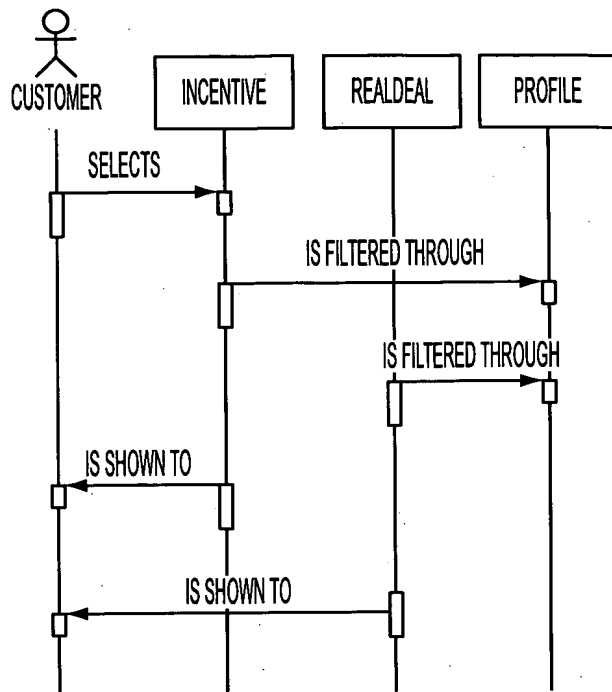 CUSTOMER
INCENTIVE
REALDEAL
PROFILE
SELECTS
IS FILTERED THROUGH
IS FILTERED THROUGH
IS SHOWN TO
IS SHOWN TO